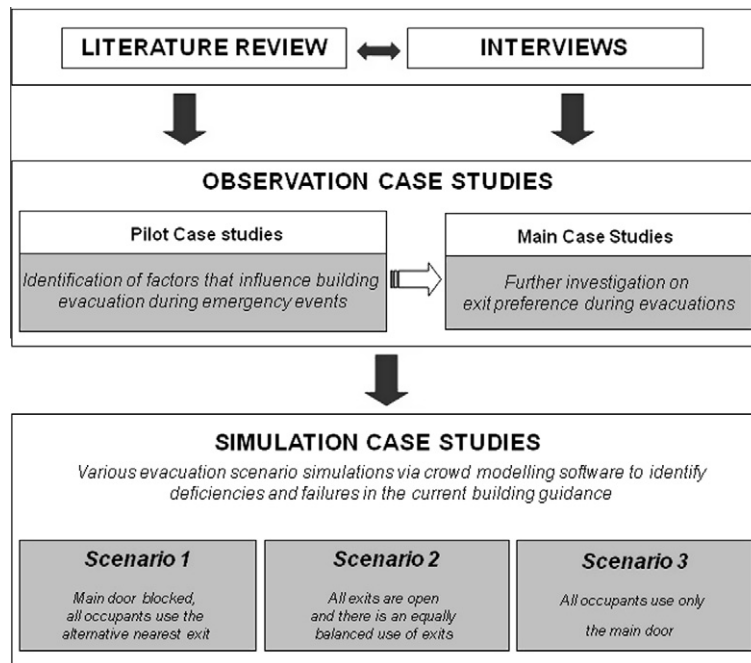 LITERATURE REVIEW
INTERVIEWS
OBSERVATION CASE STUDIES
Pilot Case studies
Identification of factors that influence building
evacuation during emergency events
Main Case Studies
Further investigation on
exit preference during evacuations
SIMULATION CASE STUDIES
Various evacuation scenario simulations via crowd modelling software to identify
deficiencies and failures in the current building guidance
Scenario 1
Main door blocked,
all occupants use the
alternative nearest exit
Scenario 2
All exits are open
and there is an equally
balanced use of exits
Scenario 3
All occupants use only
the main door